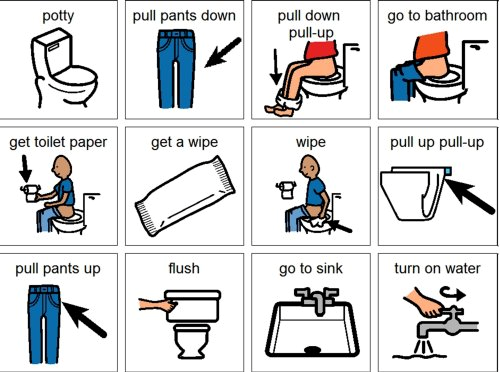 potty
pull pants down
pull down
pull-up
go to bathroom
get toilet paper
get a wipe
wipe
pull up pull-up
pull pants up
flush
go to sink
turn on water